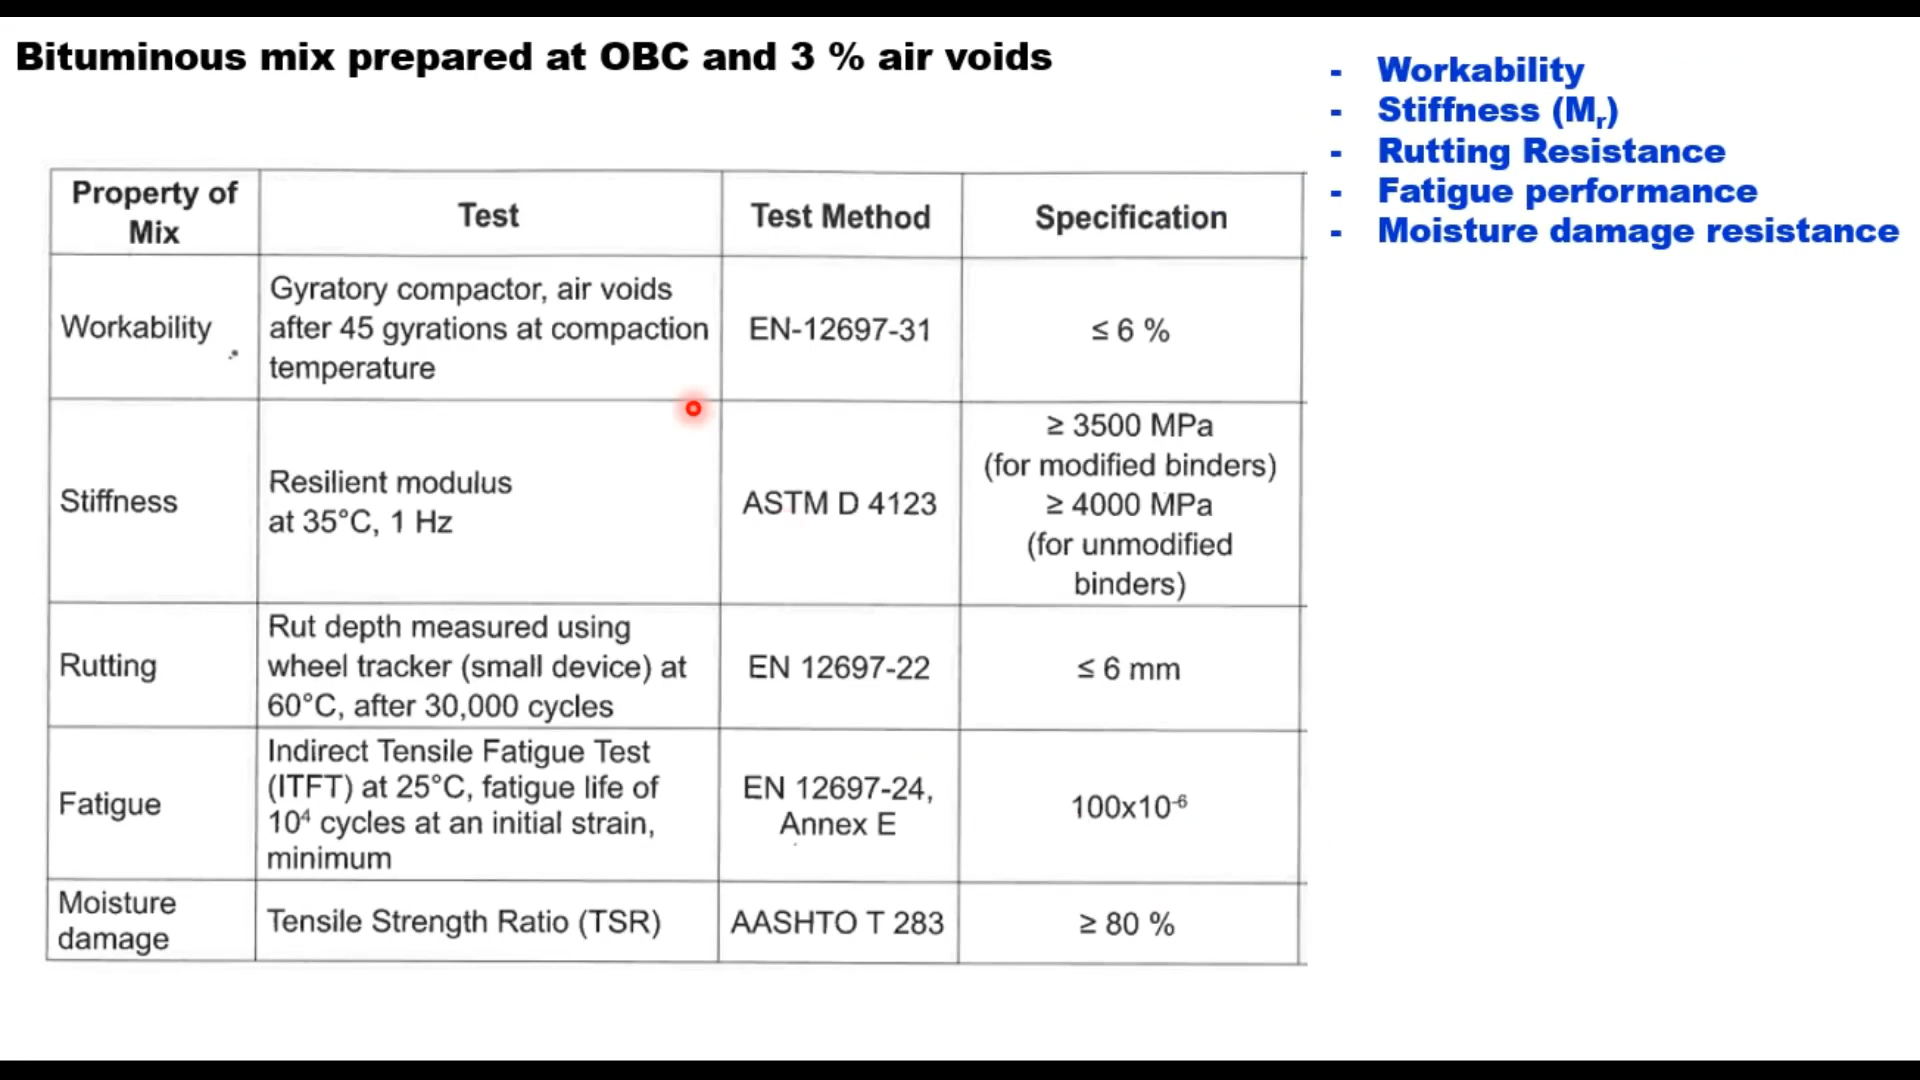 Bituminous mix prepared at OBC and 3 % air voids
- Workability
- Stiffness (Mr)
- Rutting Resistance
- Fatigue performance
- Moisture damage resistance
Property of
Mix
Test
Test Method
Specification
Workability
Gyratory compactor, air voids
after 45 gyrations at compaction
temperature
EN-12697-31
≤ 6 %
Stiffness
Resilient modulus
at 35°C, 1 Hz
ASTM D 4123
≥ 3500 MPa
(for modified binders)
≥ 4000 MPa
(for unmodified
binders)
Rutting
Rut depth measured using
wheel tracker (small device) at
60°C, after 30,000 cycles
EN 12697-22
≤ 6 mm
Fatigue
Indirect Tensile Fatigue Test
(ITFT) at 25°C, fatigue life of
10⁴ cycles at an initial strain,
minimum
EN 12697-24,
Annex E
100x10⁻⁶
Moisture
damage
Tensile Strength Ratio (TSR)
AASHTO T 283
≥ 80 %